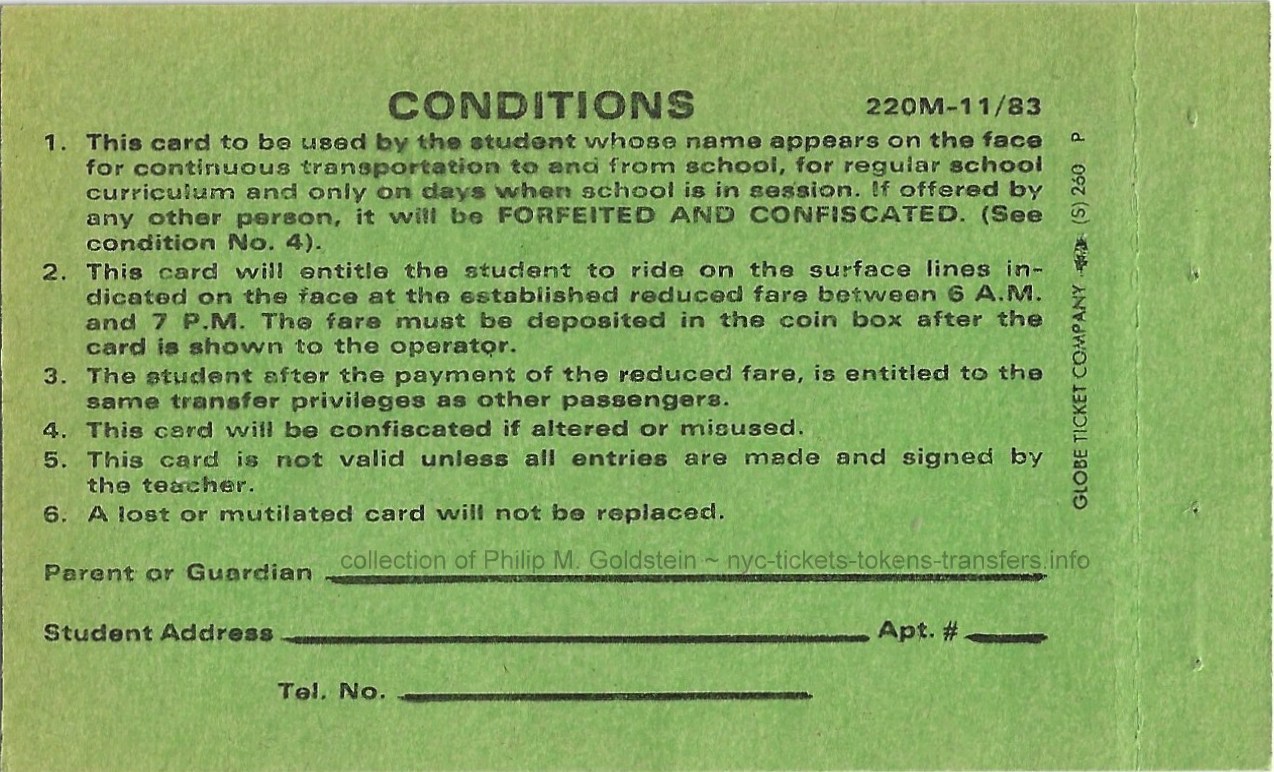 CONDITIONS 220M-11/83
1. This card to be used by the student whose name appears on the face
for continuous transportation to and from school, for regular school
curriculum and only on days when school is in session. If offered by
any other person, it will be FORFEITED AND CONFISCATED. (See
condition No. 4).
2. This card will entitle the student to ride on the surface lines in-
dicated on the face at the established reduced fare between 6 A.M.
and 7 P.M. The fare must be deposited in the coin box after the
card is shown to the operator.
3. The student after the payment of the reduced fare, is entitled to the
same transfer privileges as other passengers.
4. This card will be confiscated if altered or misused.
5. This card is not valid unless all entries are made and signed by
the teacher.
6. A lost or mutilated card will not be replaced.
collection of Philip M. Goldstein ~ nyc-tickets-tokens-transfers.info
Parent or Guardian
Student Address Apt. #
Tel. No.
GLOBE TICKET COMPANY (S) 260 P